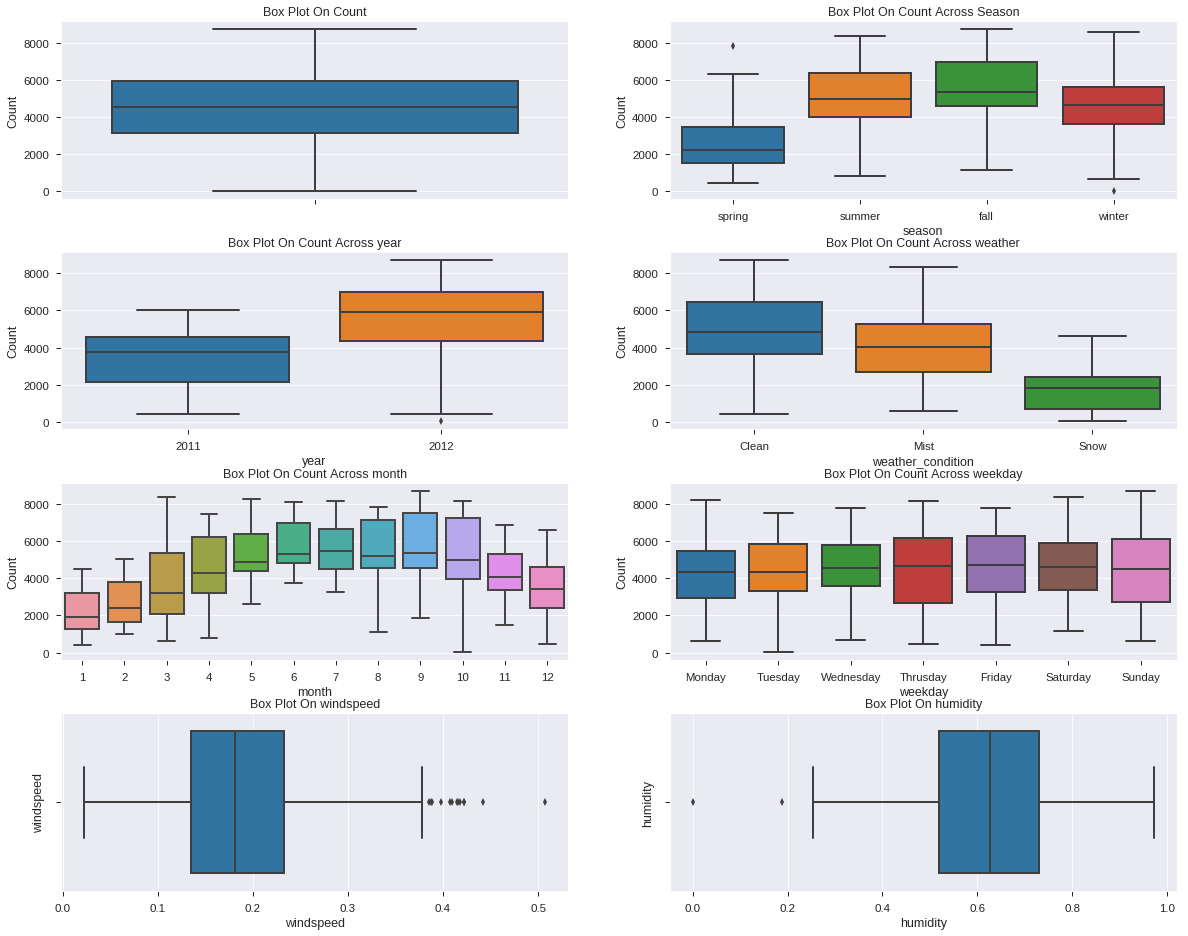 Box Plot On Count
Count
8000
6000
4000
2000
0
Box Plot On Count Across Season
Count
8000
6000
4000
2000
0
spring summer fall winter
season
Box Plot On Count Across year
Count
8000
6000
4000
2000
0
2011 2012
year
Box Plot On Count Across weather
Count
8000
6000
4000
2000
0
Clean Mist Snow
weather_condition
Box Plot On Count Across month
Count
8000
6000
4000
2000
0
1 2 3 4 5 6 7 8 9 10 11 12
month
Box Plot On Count Across weekday
Count
8000
6000
4000
2000
0
Monday Tuesday Wednesday Thrusday Friday Saturday Sunday
weekday
Box Plot On windspeed
windspeed
0.0 0.1 0.2 0.3 0.4 0.5
windspeed
Box Plot On humidity
humidity
0.0 0.2 0.4 0.6 0.8 1.0
humidity